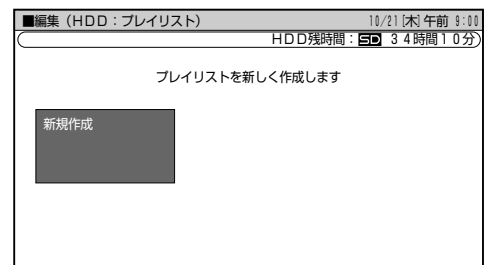 ■編集（HDD：プレイリスト） 10/21[木]午前 9:00
HDD残時間：SD 34時間10分
プレイリストを新しく作成します
新規作成